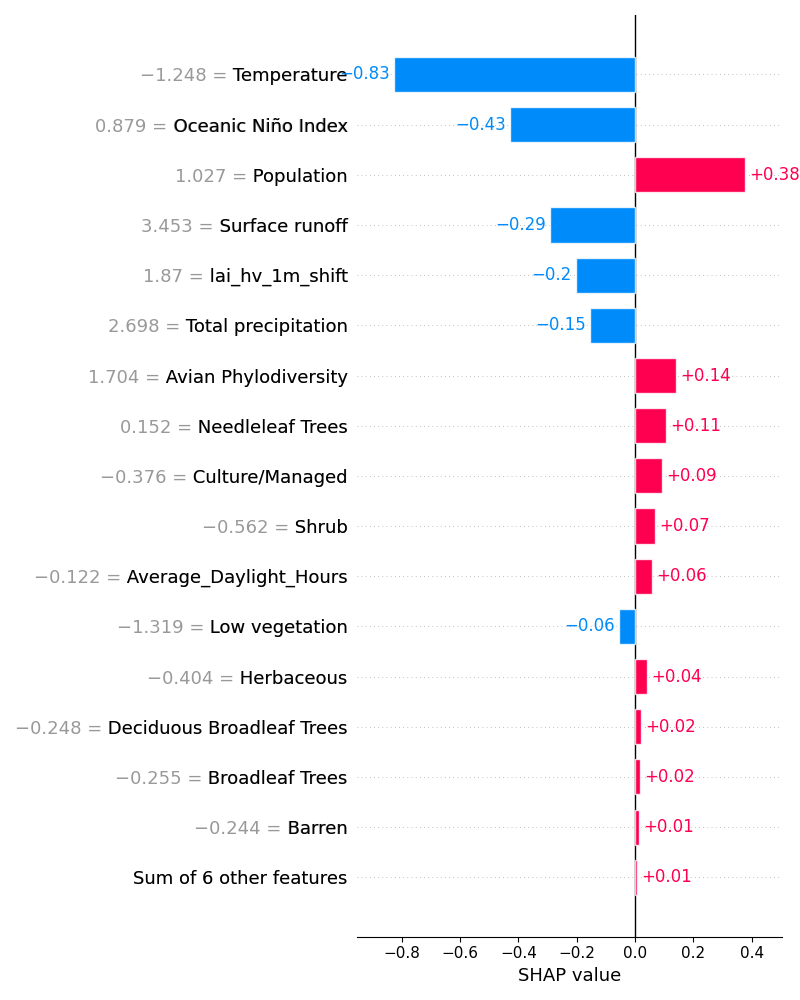 −1.248 = Temperature −0.83
0.879 = Oceanic Niño Index −0.43
1.027 = Population +0.38
3.453 = Surface runoff −0.29
1.87 = lai_hv_1m_shift −0.2
2.698 = Total precipitation −0.15
1.704 = Avian Phylodiversity +0.14
0.152 = Needleleaf Trees +0.11
−0.376 = Culture/Managed +0.09
−0.562 = Shrub +0.07
−0.122 = Average_Daylight_Hours +0.06
−1.319 = Low vegetation −0.06
−0.404 = Herbaceous +0.04
−0.248 = Deciduous Broadleaf Trees +0.02
−0.255 = Broadleaf Trees +0.02
−0.244 = Barren +0.01
Sum of 6 other features +0.01
−0.8 −0.6 −0.4 −0.2 0.0 0.2 0.4
SHAP value